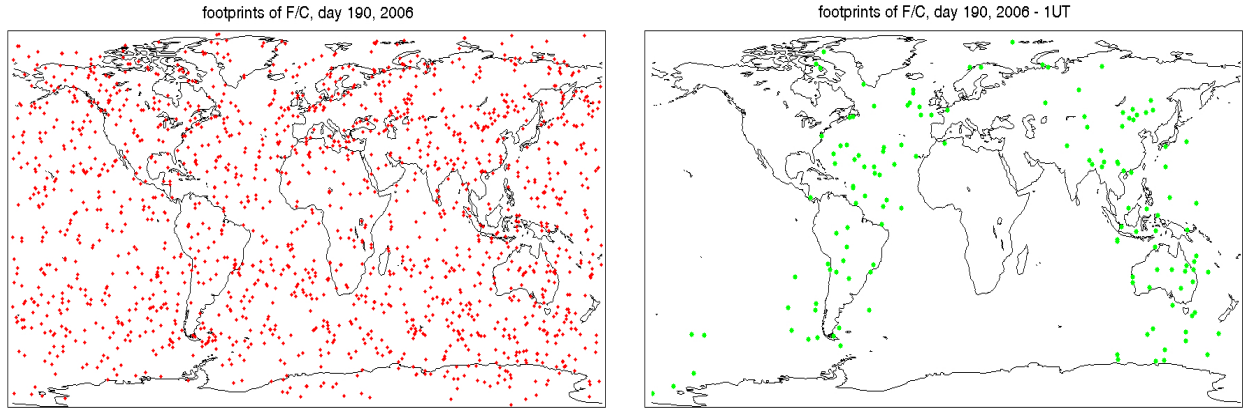 footprints of F/C, day 190, 2006
footprints of F/C, day 190, 2006 - 1UT